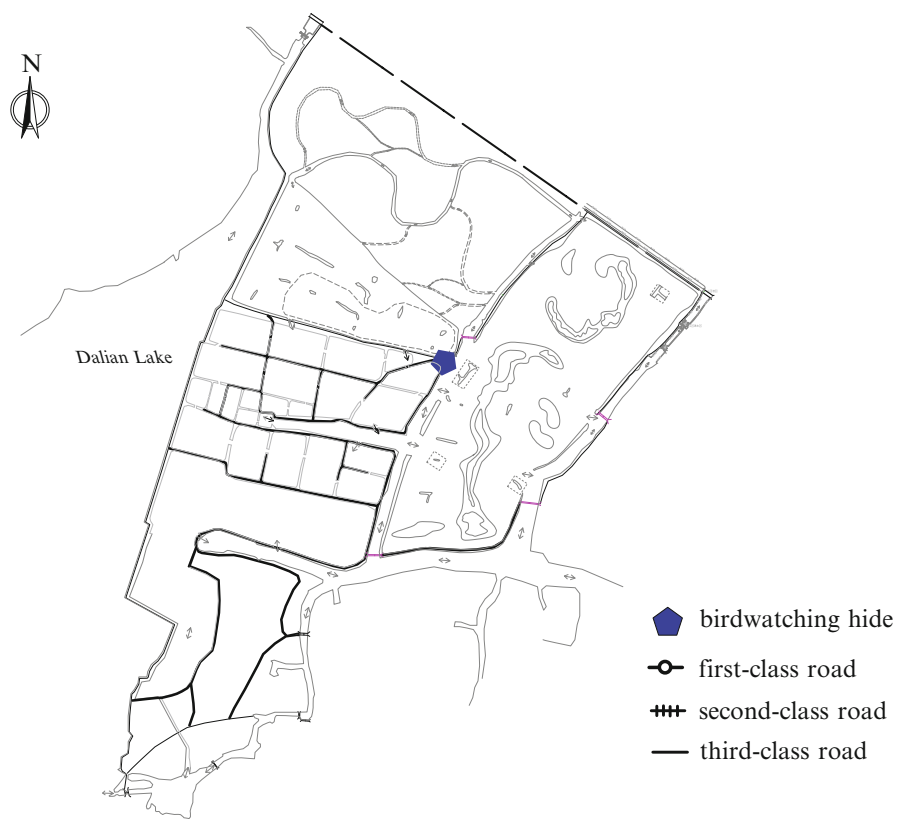 N
Dalian Lake
birdwatching hide
first-class road
second-class road
third-class road